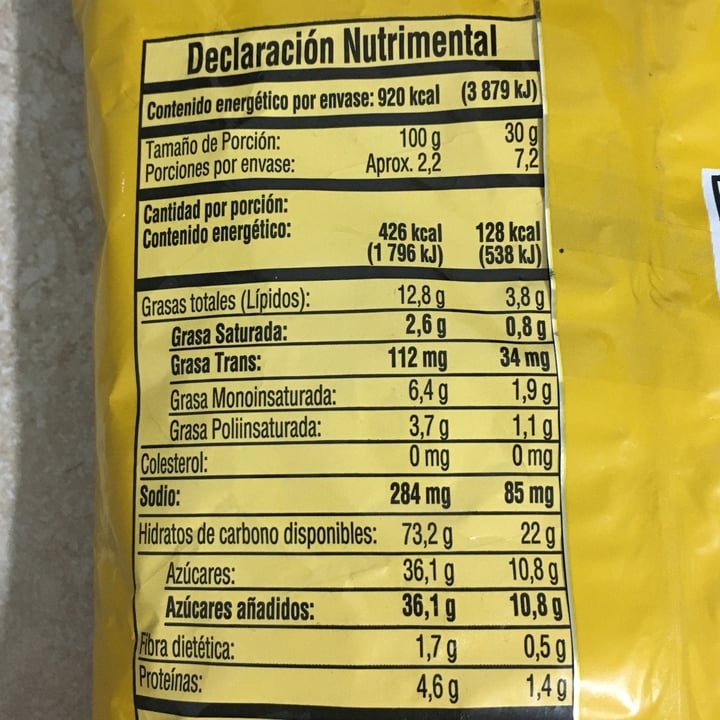 Declaración Nutrimental
Contenido energético por envase: 920 kcal (3 879 kJ)
Tamaño de Porción: 100 g 30 g
Porciones por envase: Aprox. 2,2 7,2
Cantidad por porción:
Contenido energético: 426 kcal 128 kcal
(1 796 kJ) (538 kJ)
Grasas totales (Lípidos): 12,8 g 3,8 g
Grasa Saturada: 2,6 g 0,8 g
Grasa Trans: 112 mg 34 mg
Grasa Monoinsaturada: 6,4 g 1,9 g
Grasa Poliinsaturada: 3,7 g 1,1 g
Colesterol: 0 mg 0 mg
Sodio: 284 mg 85 mg
Hidratos de carbono disponibles: 73,2 g 22 g
Azúcares: 36,1 g 10,8 g
Azúcares añadidos: 36,1 g 10,8 g
Fibra dietética: 1,7 g 0,5 g
Proteínas: 4,6 g 1,4 g